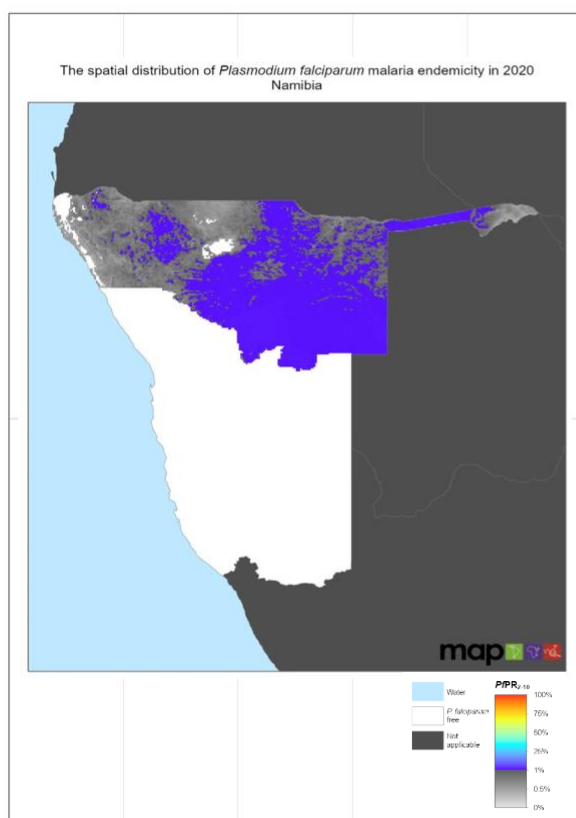 The spatial distribution of Plasmodium falciparum malaria endemicity in 2020
Namibia
map
Water
P. falciparum
free
Not
applicable
PfPR2-10
100%
75%
50%
25%
1%
0.5%
0%